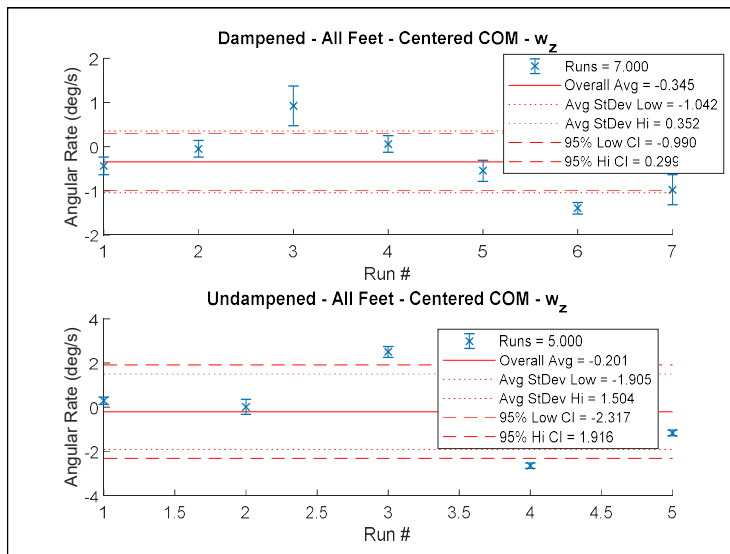 Dampened - All Feet - Centered COM - w_z
Angular Rate (deg/s)
2
1
0
-1
-2
Runs = 7.000
Overall Avg = -0.345
Avg StDev Low = -1.042
Avg StDev Hi = 0.352
95% Low CI = -0.990
95% Hi CI = 0.299
1
2
3
4
5
6
7
Run #
Undampened - All Feet - Centered COM - w_z
Angular Rate (deg/s)
4
2
0
-2
-4
Runs = 5.000
Overall Avg = -0.201
Avg StDev Low = -1.905
Avg StDev Hi = 1.504
95% Low CI = -2.317
95% Hi CI = 1.916
1
1.5
2
2.5
3
3.5
4
4.5
5
Run #